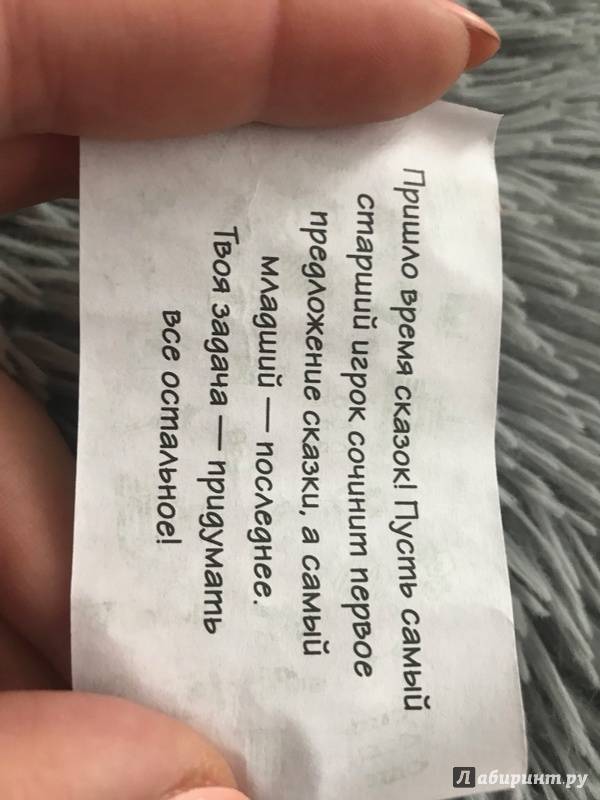 Пришло время сказок! Пусть самый
старший игрок сочинит первое
предложение сказки, а самый
младший — последнее.
Твоя задача — придумать
все остальное!
Лабиринт.ру